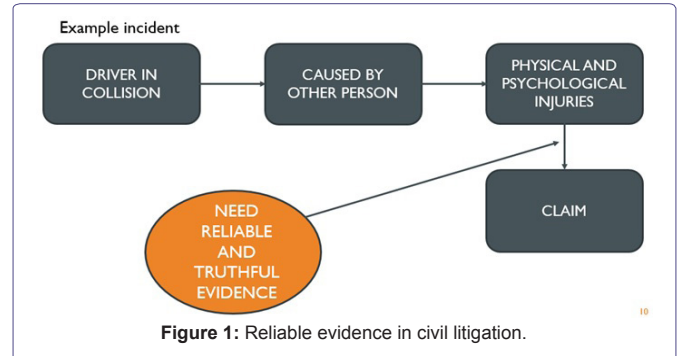 Example incident
DRIVER IN
COLLISION
CAUSED BY
OTHER PERSON
PHYSICAL AND
PSYCHOLOGICAL
INJURIES
NEED
RELIABLE
AND
TRUTHFUL
EVIDENCE
CLAIM
10
Figure 1: Reliable evidence in civil litigation.